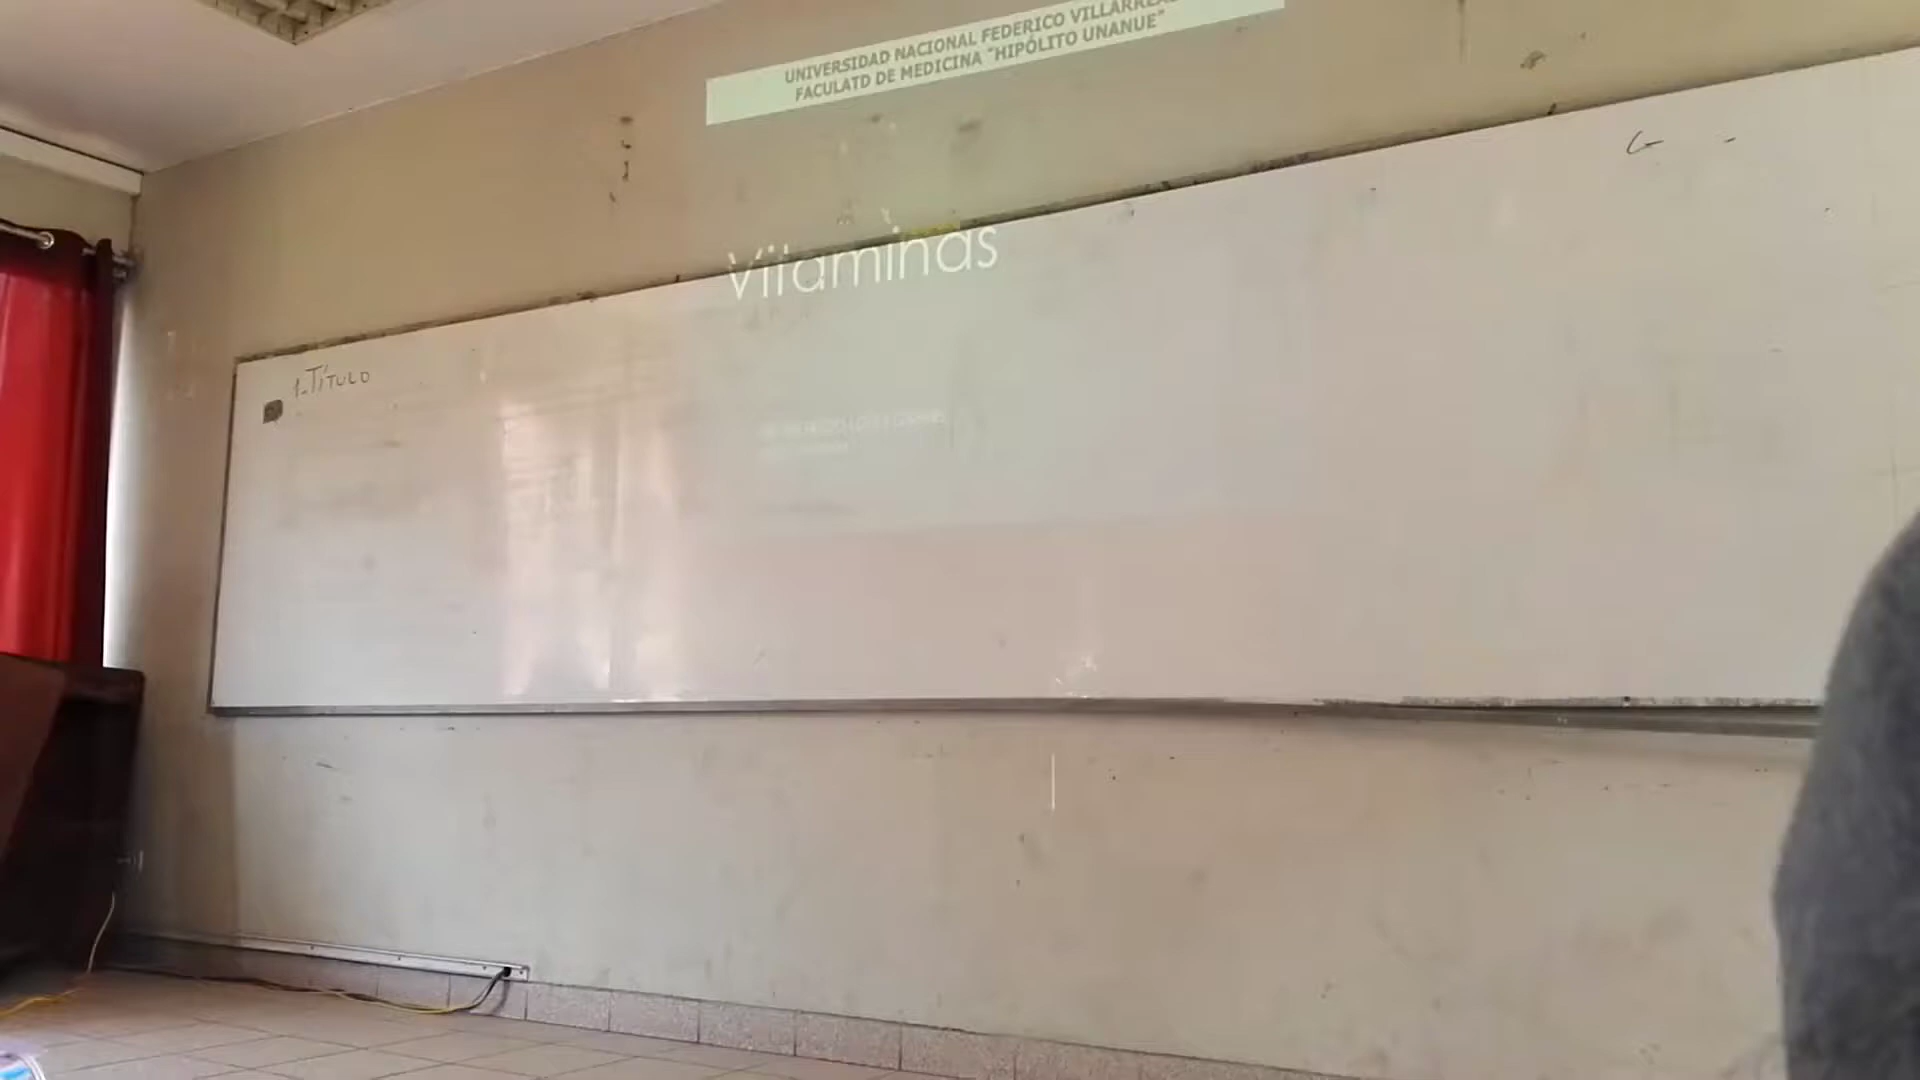 UNIVERSIDAD NACIONAL FEDERICO VILLARREAL
FACULATD DE MEDICINA "HIPÓLITO UNANUE"
Vitaminas
1-TÍTULO